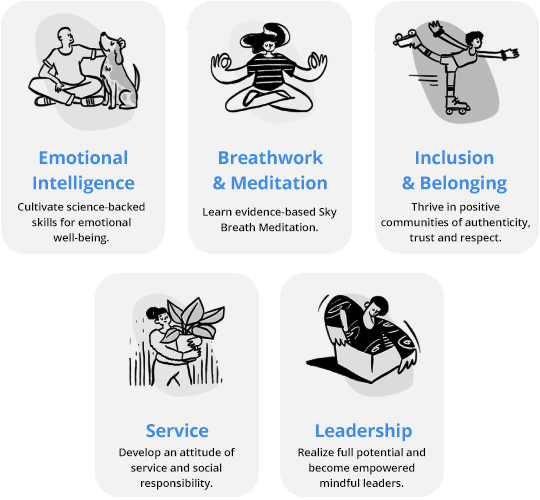 Emotional
Intelligence
Cultivate science-backed
skills for emotional
well-being.
Breathwork
& Meditation
Learn evidence-based Sky
Breath Meditation.
Inclusion
& Belonging
Thrive in positive
communities of authenticity,
trust and respect.
Service
Develop an attitude of
service and social
responsibility.
Leadership
Realize full potential and
become empowered
mindful leaders.